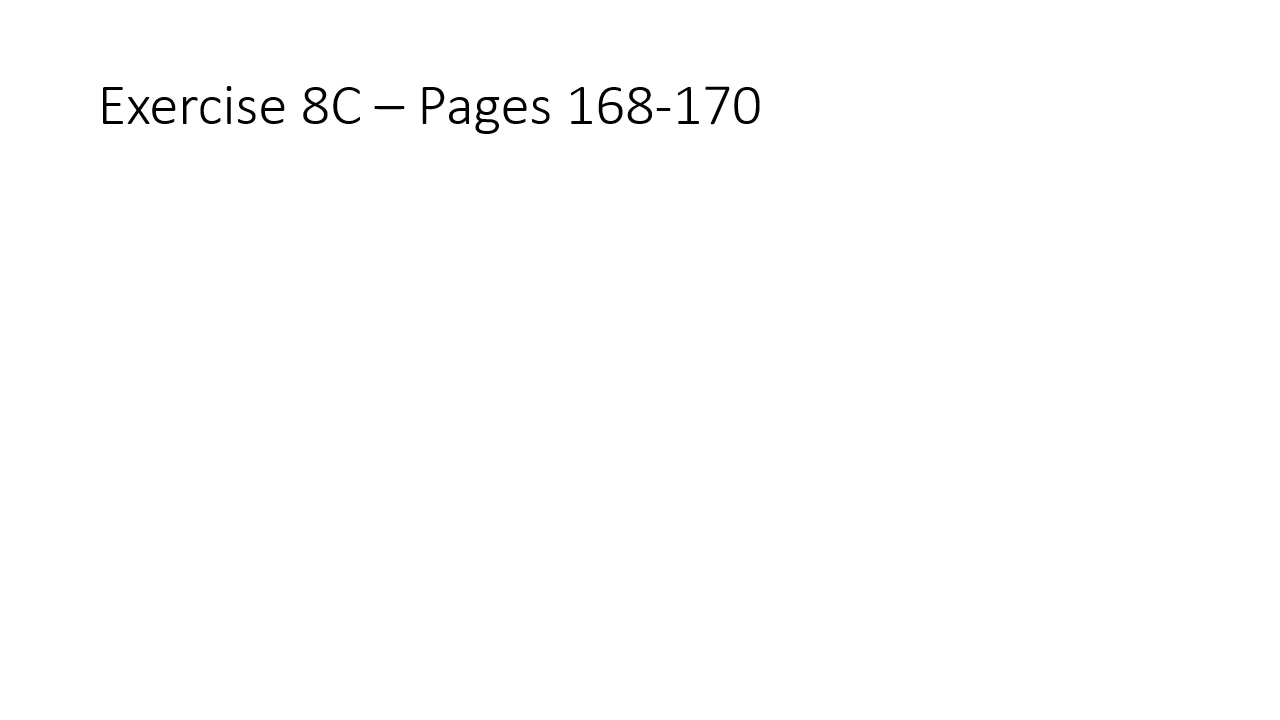 Exercise 8C – Pages 168-170